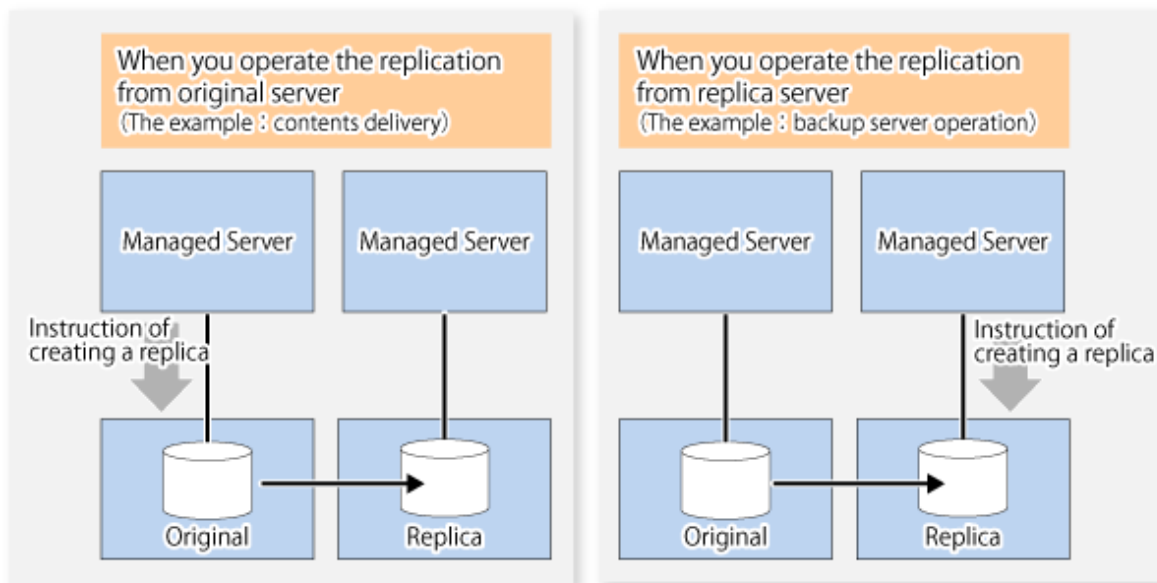 When you operate the replication
from original server
(The example：contents delivery)
Managed Server
Managed Server
Instruction of
creating a replica
Original
Replica
When you operate the replication
from replica server
(The example：backup server operation)
Managed Server
Managed Server
Instruction of
creating a replica
Original
Replica